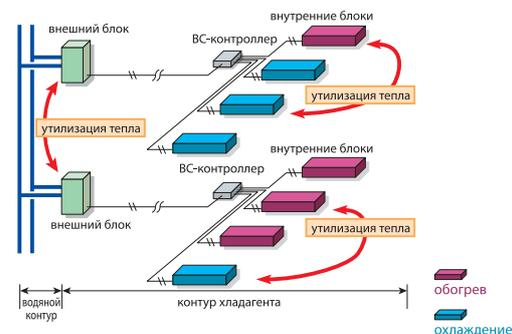 внутренние блоки
внешний блок
ВС-контроллер
утилизация тепла
утилизация тепла
внутренние блоки
ВС-контроллер
утилизация тепла
внешний блок
водяной
контур
контур хладагента
обогрев
охлаждение